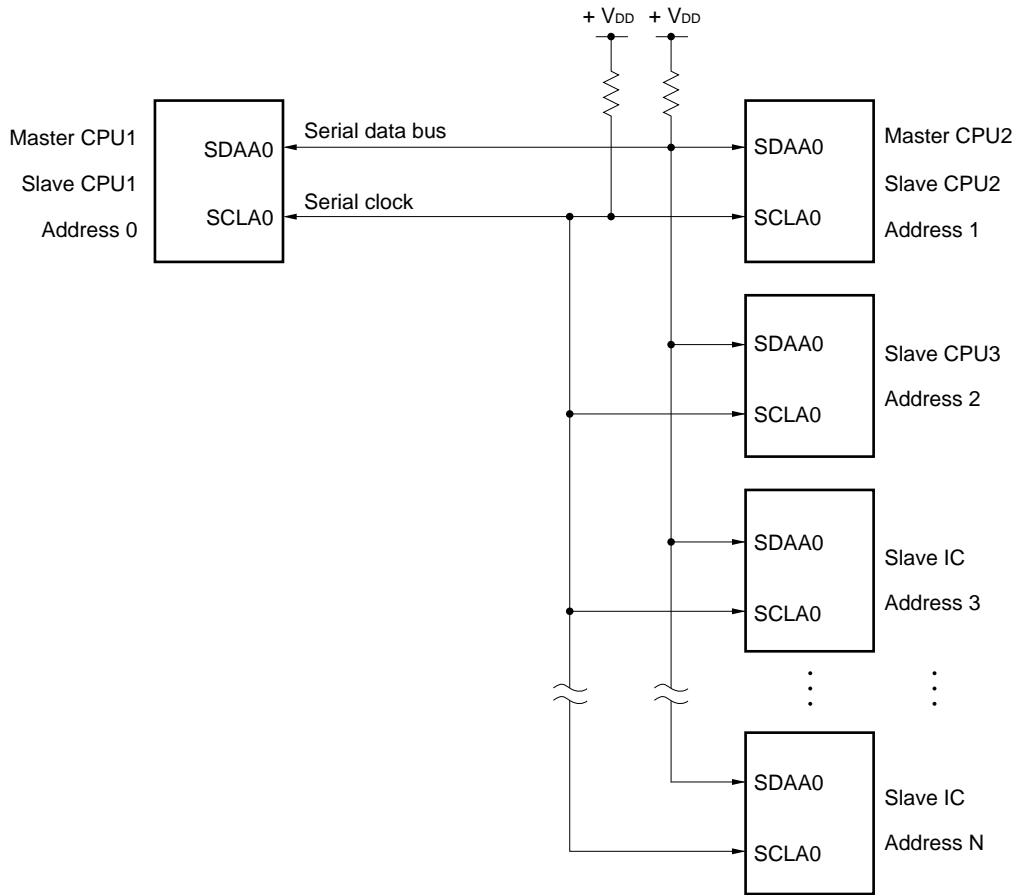 + VDD + VDD
Master CPU1
Slave CPU1
Address 0
SDAA0
SCLA0
Serial data bus
Serial clock
SDAA0
SCLA0
Master CPU2
Slave CPU2
Address 1
SDAA0
SCLA0
Slave CPU3
Address 2
SDAA0
SCLA0
Slave IC
Address 3
SDAA0
SCLA0
Slave IC
Address N